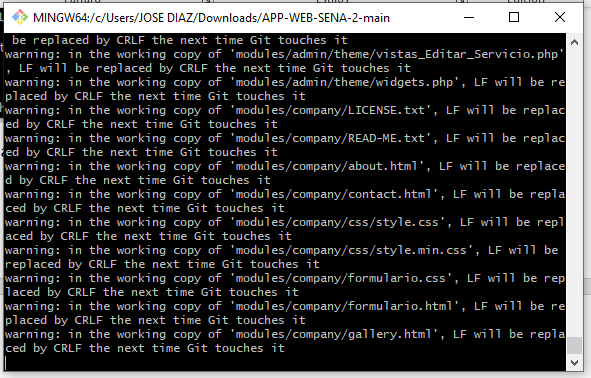 MINGW64:/c/Users/JOSE DIAZ/Downloads/APP-WEB-SENA-2-main
be replaced by CRLF the next time Git touches it
warning: in the working copy of 'modules/admin/theme/vistas_Editar_Servicio.php'
, LF will be replaced by CRLF the next time Git touches it
warning: in the working copy of 'modules/admin/theme/widgets.php', LF will be re
placed by CRLF the next time Git touches it
warning: in the working copy of 'modules/company/LICENSE.txt', LF will be replac
ed by CRLF the next time Git touches it
warning: in the working copy of 'modules/company/READ-ME.txt', LF will be replac
ed by CRLF the next time Git touches it
warning: in the working copy of 'modules/company/about.html', LF will be replace
d by CRLF the next time Git touches it
warning: in the working copy of 'modules/company/contact.html', LF will be repla
ced by CRLF the next time Git touches it
warning: in the working copy of 'modules/company/css/style.css', LF will be repl
aced by CRLF the next time Git touches it
warning: in the working copy of 'modules/company/css/style.min.css', LF will be
replaced by CRLF the next time Git touches it
warning: in the working copy of 'modules/company/formulario.css', LF will be rep
laced by CRLF the next time Git touches it
warning: in the working copy of 'modules/company/formulario.html', LF will be re
placed by CRLF the next time Git touches it
warning: in the working copy of 'modules/company/gallery.html', LF will be repla
ced by CRLF the next time Git touches it